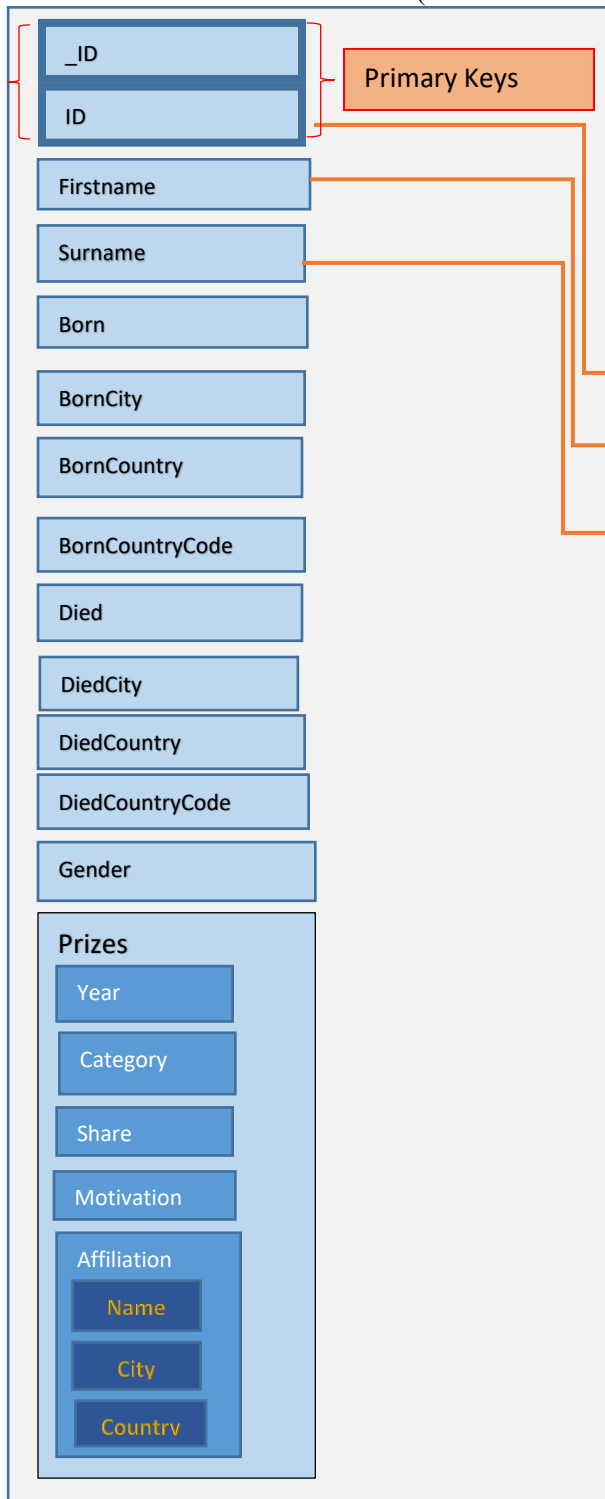 _ID
Primary Keys
ID
Firstname
Surname
Born
BornCity
BornCountry
BornCountryCode
Died
DiedCity
DiedCountry
DiedCountryCode
Gender
Prizes
Year
Category
Share
Motivation
Affiliation
Name
City
Country